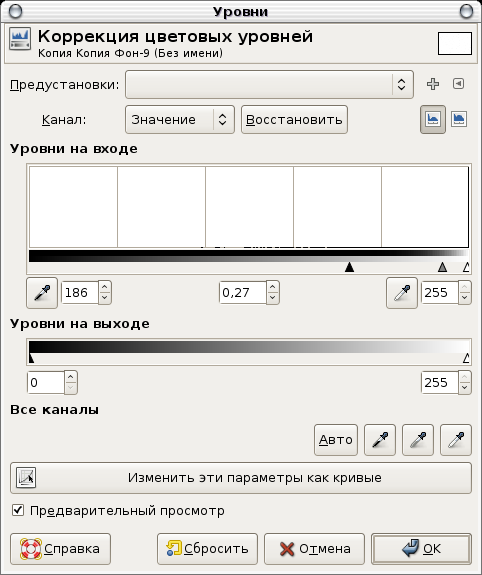 Уровни
Коррекция цветовых уровней
Копия Копия Фон-9 (Без имени)
Предустановки:
Канал: Значение Восстановить
Уровни на входе
186 0,27 255
Уровни на выходе
0 255
Все каналы
Авто
Изменить эти параметры как кривые
Предварительный просмотр
Справка Сбросить Отмена OK